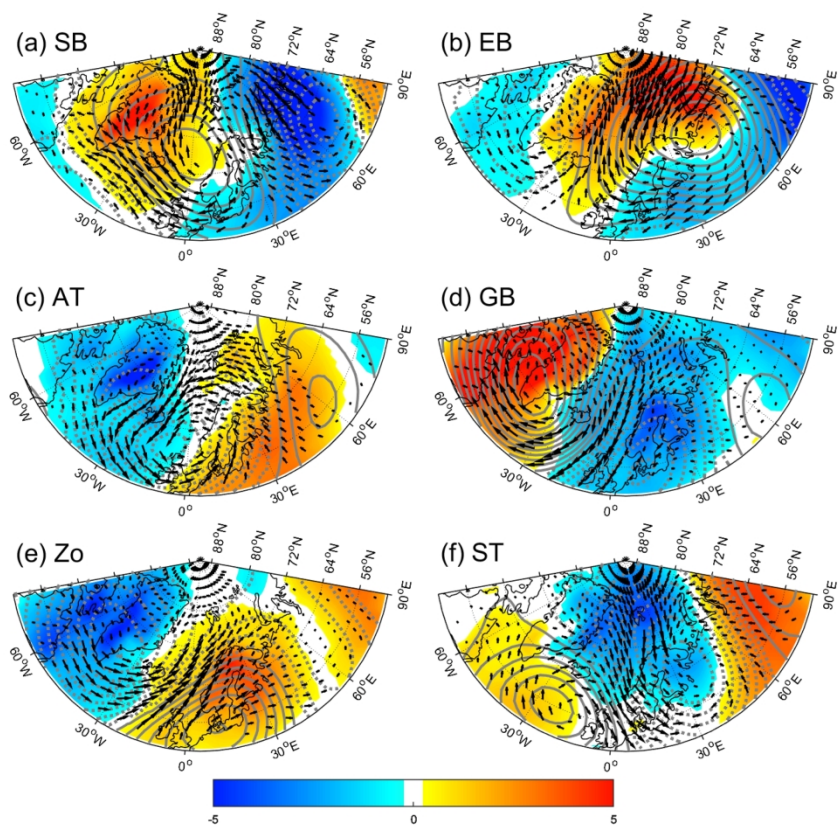 (a) SB
88°N
80°N
72°N
64°N
56°N
90°E
60°W
60°E
30°W
30°E
0°
(b) EB
88°N
80°N
72°N
64°N
56°N
90°E
60°W
60°E
30°W
30°E
0°
(c) AT
88°N
80°N
72°N
64°N
56°N
90°E
60°W
60°E
30°W
30°E
0°
(d) GB
88°N
80°N
72°N
64°N
56°N
90°E
60°W
60°E
30°W
30°E
0°
(e) Zo
88°N
80°N
72°N
64°N
56°N
90°E
60°W
60°E
30°W
30°E
0°
(f) ST
88°N
80°N
72°N
64°N
56°N
90°E
60°W
60°E
30°W
30°E
0°
-5 0 5